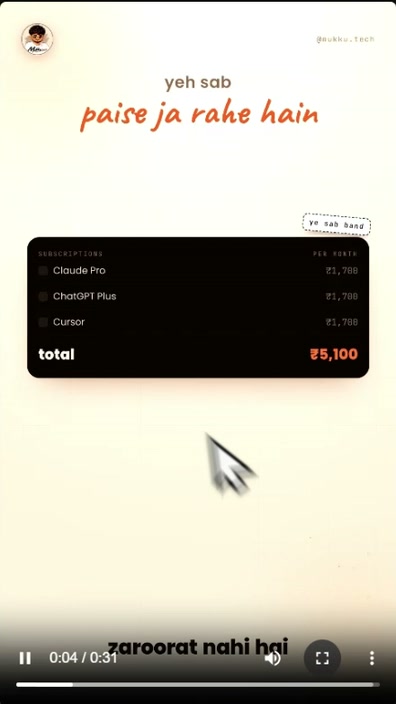 @mukku.tech
yeh sab
paise ja rahe hain
ye sab band
SUBSCRIPTIONS PER MONTH
Claude Pro ₹1,700
ChatGPT Plus ₹1,700
Cursor ₹1,700
total ₹5,100
zaroorat nahi hai
0:04 / 0:31